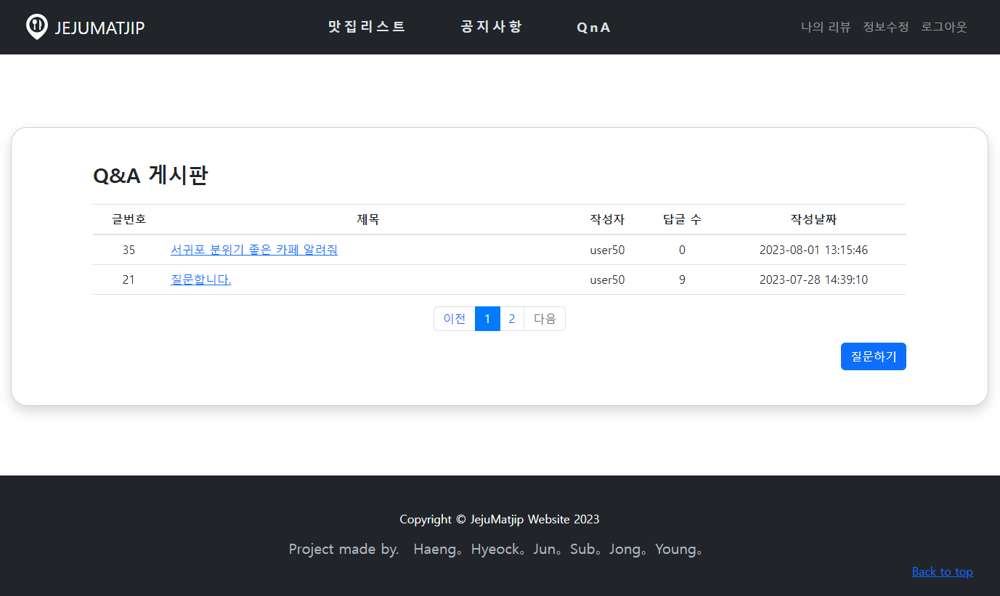 JEJUMATJIP 맛집리스트 공지사항 QnA 나의 리뷰 정보수정 로그아웃
Q&A 게시판
글번호 제목 작성자 답글 수 작성날짜
35 서귀포 분위기 좋은 카페 알려줘 user50 0 2023-08-01 13:15:46
21 질문합니다. user50 9 2023-07-28 14:39:10
이전 1 2 다음
질문하기
Copyright © JejuMatjip Website 2023
Project made by. Haeng。Hyeock。Jun。Sub。Jong。Young。
Back to top